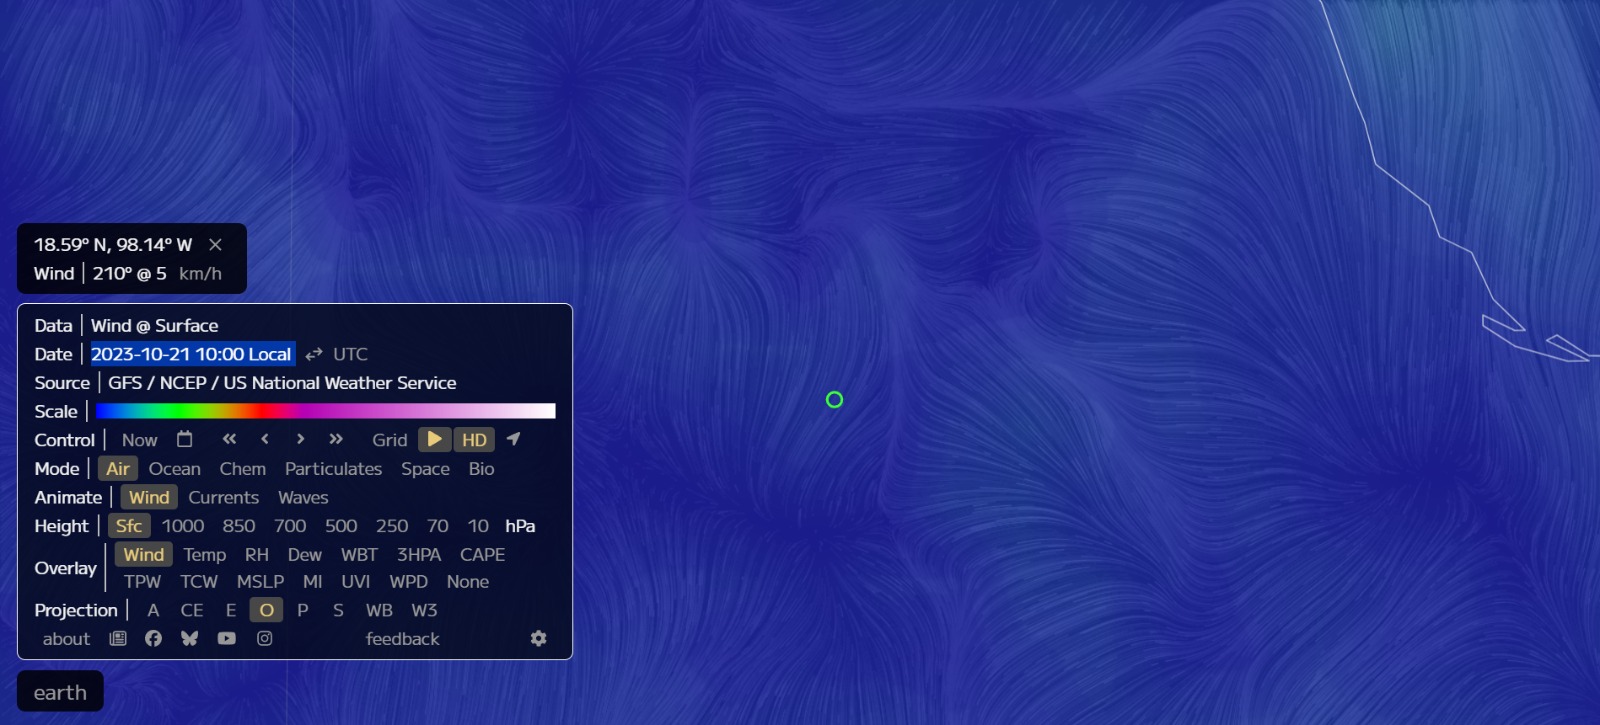 18.59° N, 98.14° W ×
Wind | 210° @ 5 km/h
Data | Wind @ Surface
Date | 2023-10-21 10:00 Local ⇄ UTC
Source | GFS / NCEP / US National Weather Service
Scale |
Control | Now « ‹ › » Grid HD
Mode | Air Ocean Chem Particulates Space Bio
Animate | Wind Currents Waves
Height | Sfc 1000 850 700 500 250 70 10 hPa
Overlay | Wind Temp RH Dew WBT 3HPA CAPE
TPW TCW MSLP MI UVI WPD None
Projection | A CE E O P S WB W3
about feedback
earth